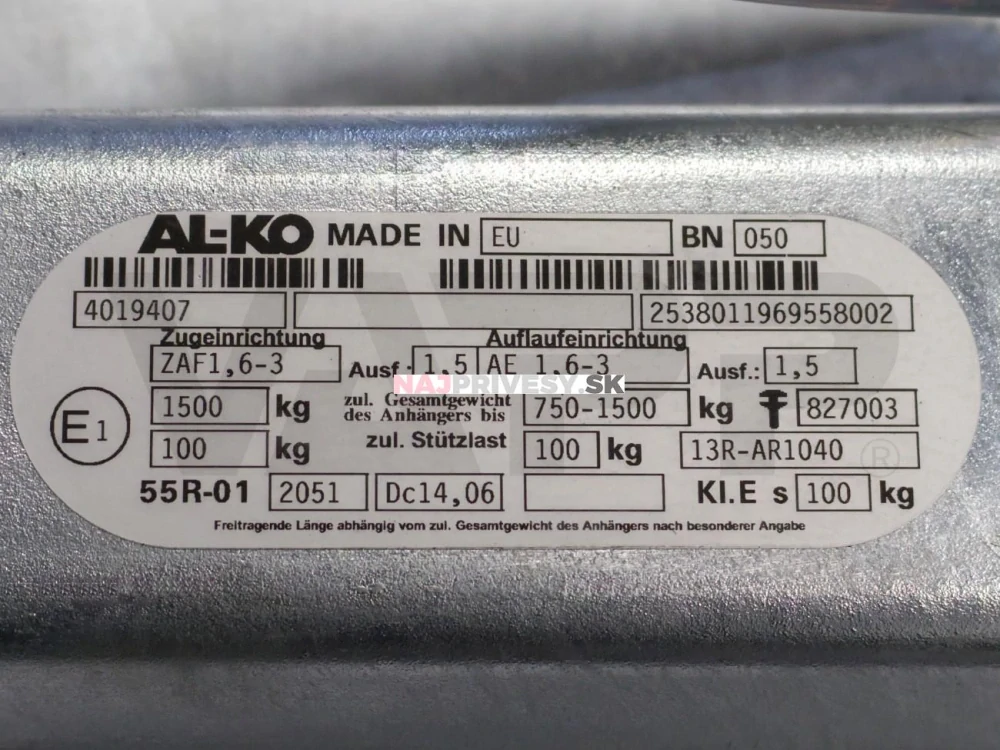 AL-KO MADE IN EU BN 050
4019407 2538011969558002
Zugeinrichtung Auflaufeinrichtung
ZAF1,6-3 Ausf.: 1,5 AE 1,6-3 Ausf.: 1,5
NAJPRIVESY.SK
E1 1500 kg zul. Gesamtgewicht des Anhängers bis 750-1500 kg 827003
100 kg zul. Stützlast 100 kg 13R-AR1040 ®
55R-01 2051 Dc14,06 Kl.E s 100 kg
Freitragende Länge abhängig vom zul. Gesamtgewicht des Anhängers nach besonderer Angabe